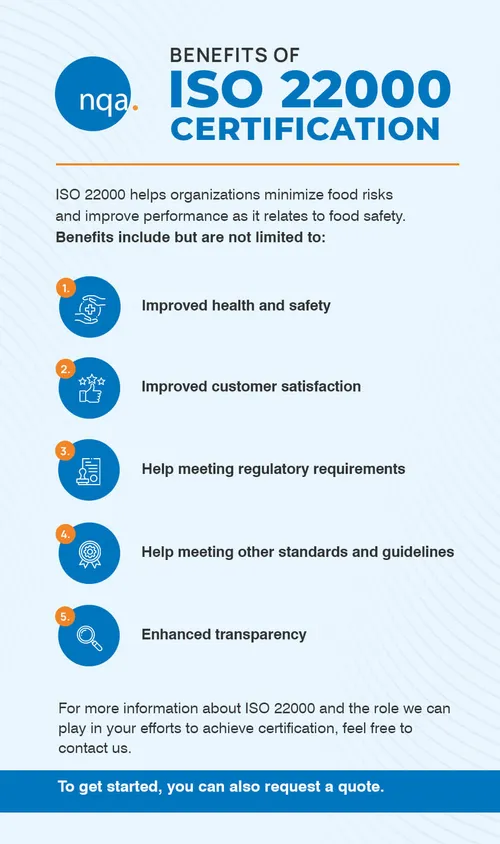 nqa.
BENEFITS OF
ISO 22000
CERTIFICATION
ISO 22000 helps organizations minimize food risks
and improve performance as it relates to food safety.
Benefits include but are not limited to:
1.
Improved health and safety
2.
Improved customer satisfaction
3.
Help meeting regulatory requirements
4.
Help meeting other standards and guidelines
5.
Enhanced transparency
For more information about ISO 22000 and the role we can
play in your efforts to achieve certification, feel free to
contact us.
To get started, you can also request a quote.